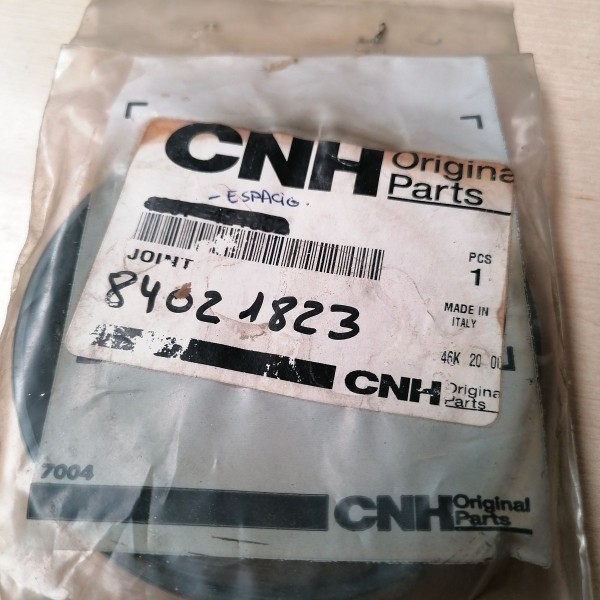 CNH Original Parts
- ESPACIO.
JOINT
PCS
1
84021823
MADE IN
ITALY
46K 20 00
CNH Original Parts
7004
CNH Original Parts